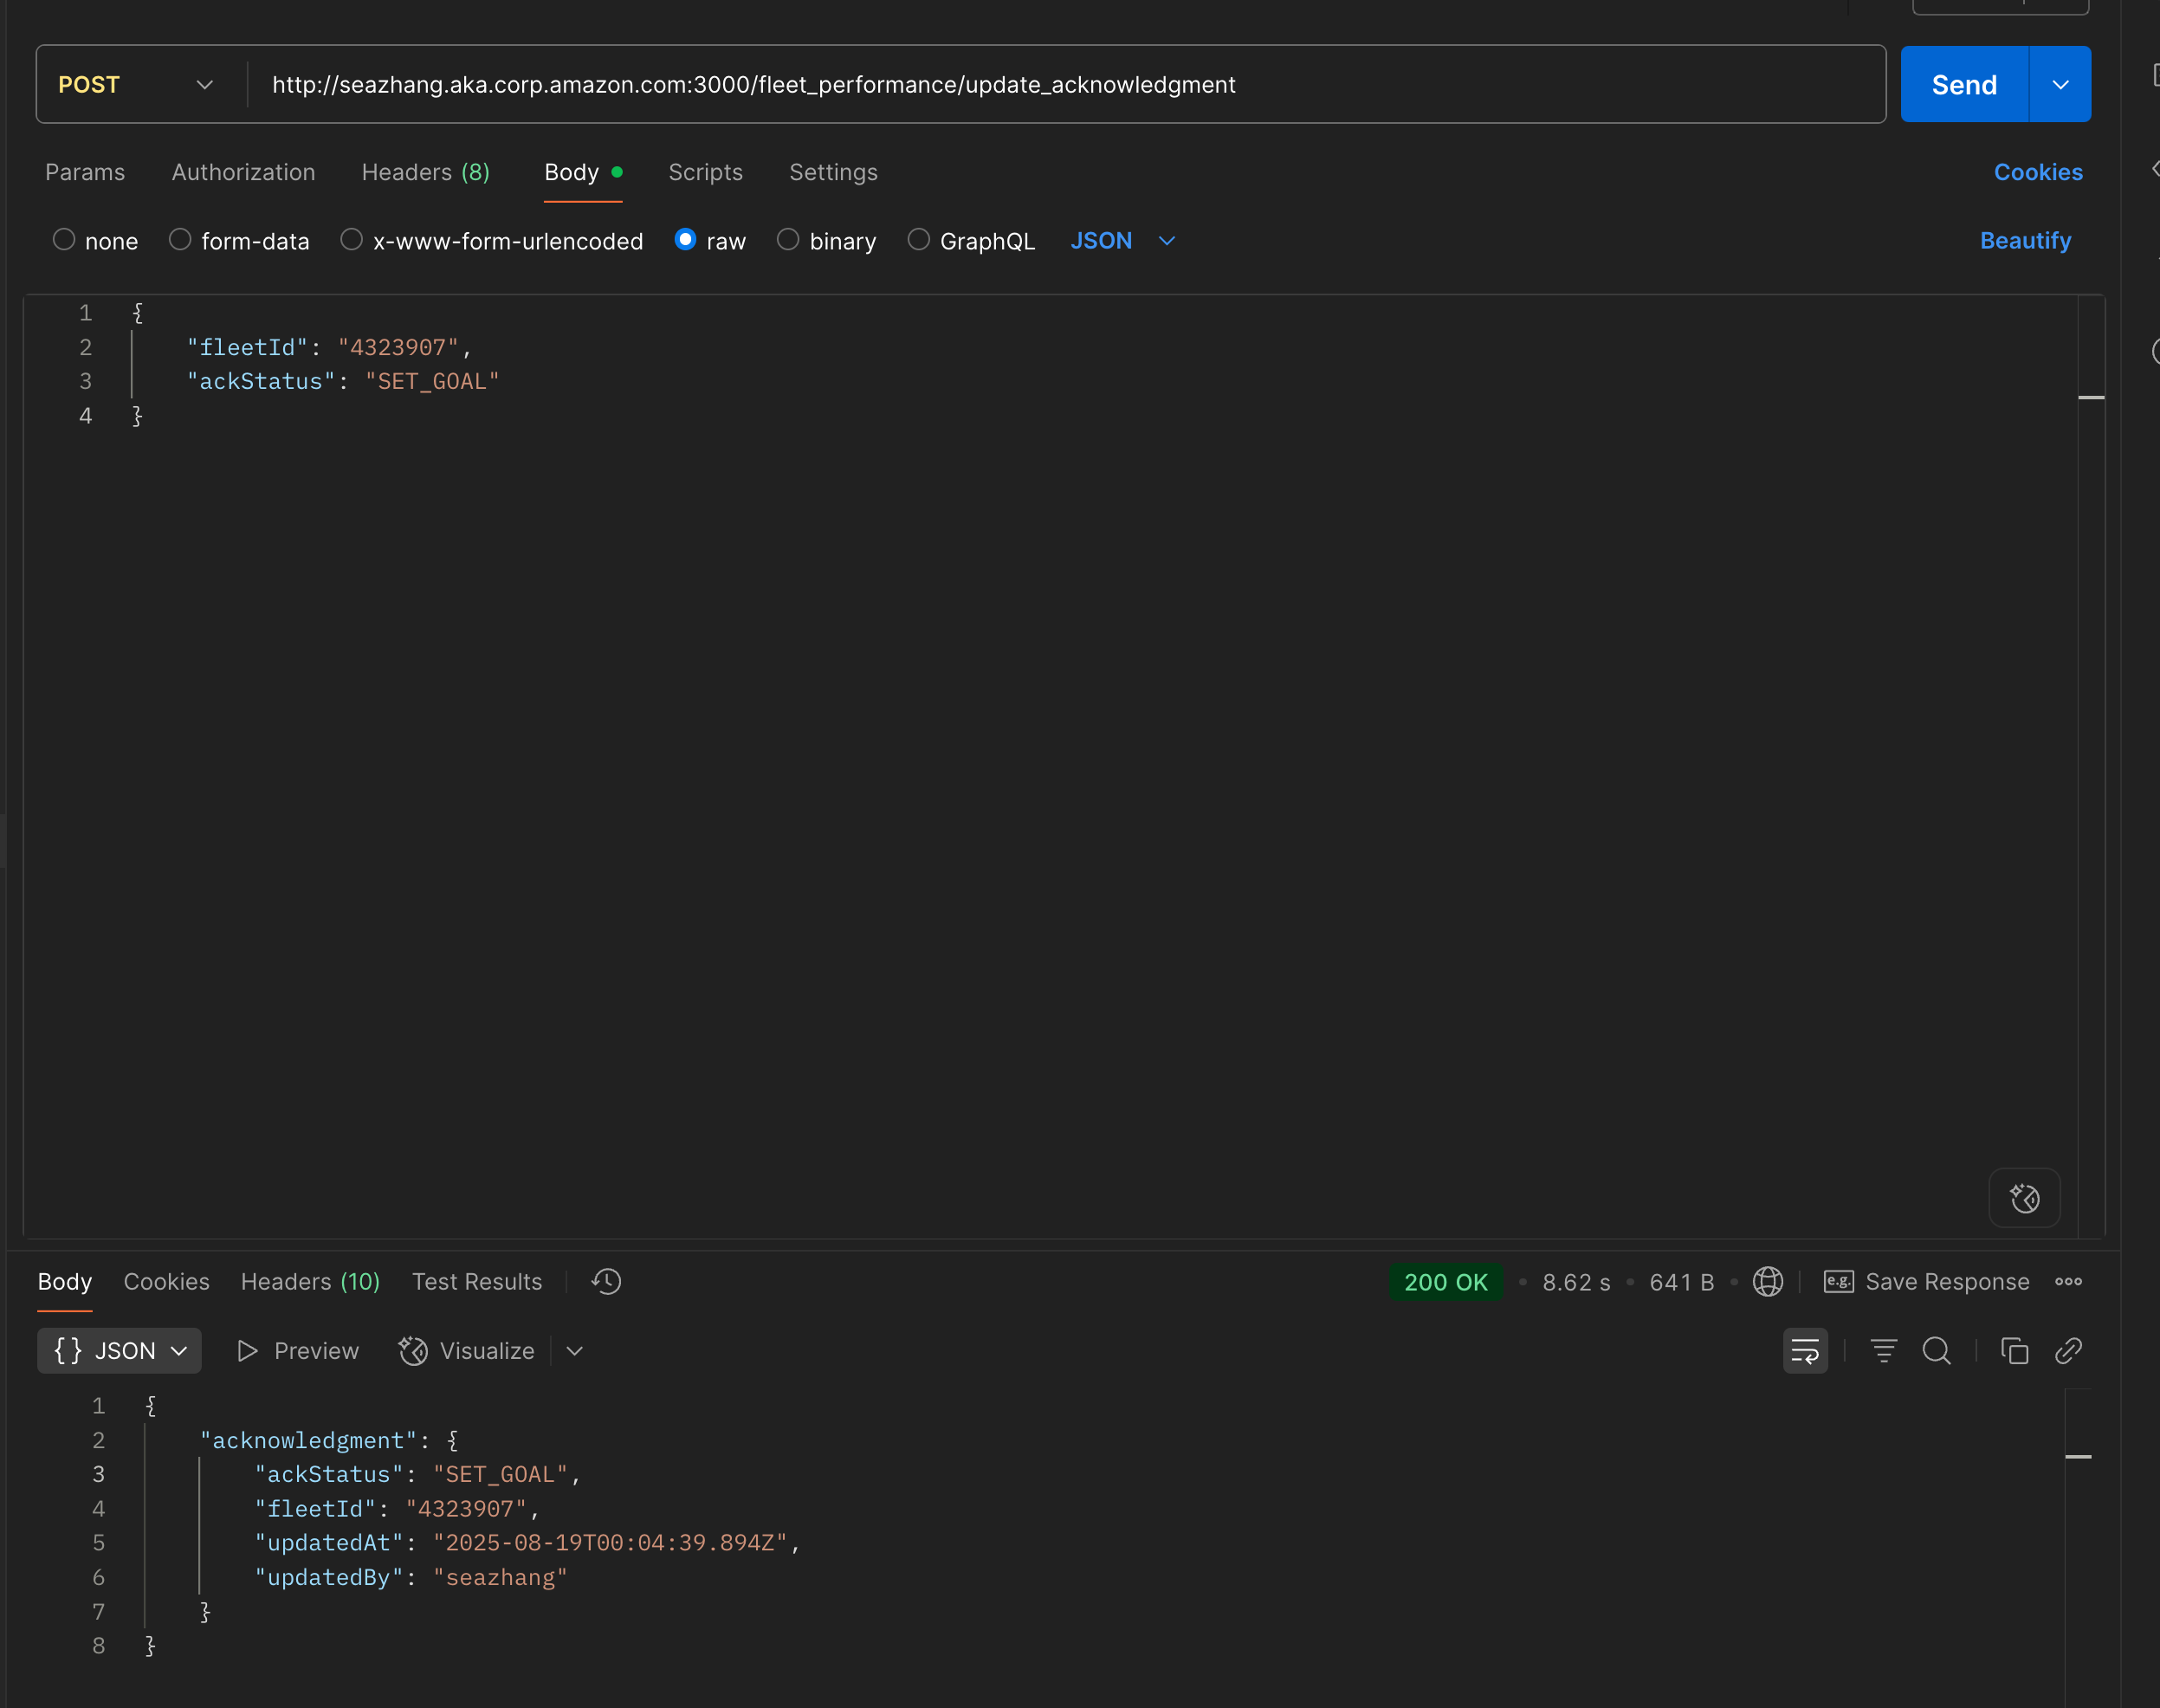 POST http://seazhang.aka.corp.amazon.com:3000/fleet_performance/update_acknowledgment Send
Params Authorization Headers (8) Body Scripts Settings Cookies
none form-data x-www-form-urlencoded raw binary GraphQL JSON Beautify
1 {
2 "fleetId": "4323907",
3 "ackStatus": "SET_GOAL"
4 }
Body Cookies Headers (10) Test Results 200 OK • 8.62 s • 641 B • e.g. Save Response
{} JSON Preview Visualize
1 {
2 "acknowledgment": {
3 "ackStatus": "SET_GOAL",
4 "fleetId": "4323907",
5 "updatedAt": "2025-08-19T00:04:39.894Z",
6 "updatedBy": "seazhang"
7 }
8 }